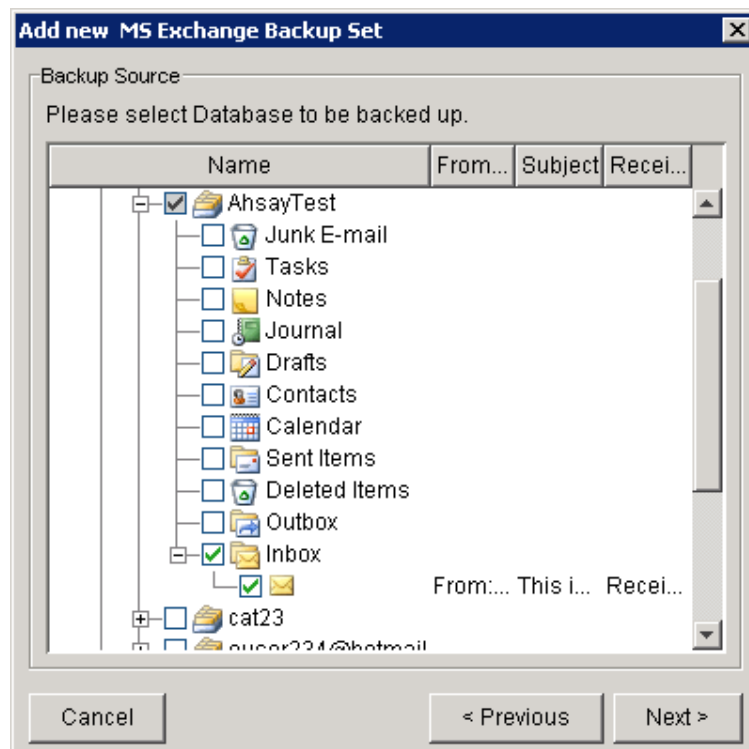 Add new MS Exchange Backup Set
Backup Source
Please select Database to be backed up.
Name From... Subject Recei...
AhsayTest
Junk E-mail
Tasks
Notes
Journal
Drafts
Contacts
Calendar
Sent Items
Deleted Items
Outbox
Inbox
From:... This i... Recei...
cat23
Cancel < Previous Next >